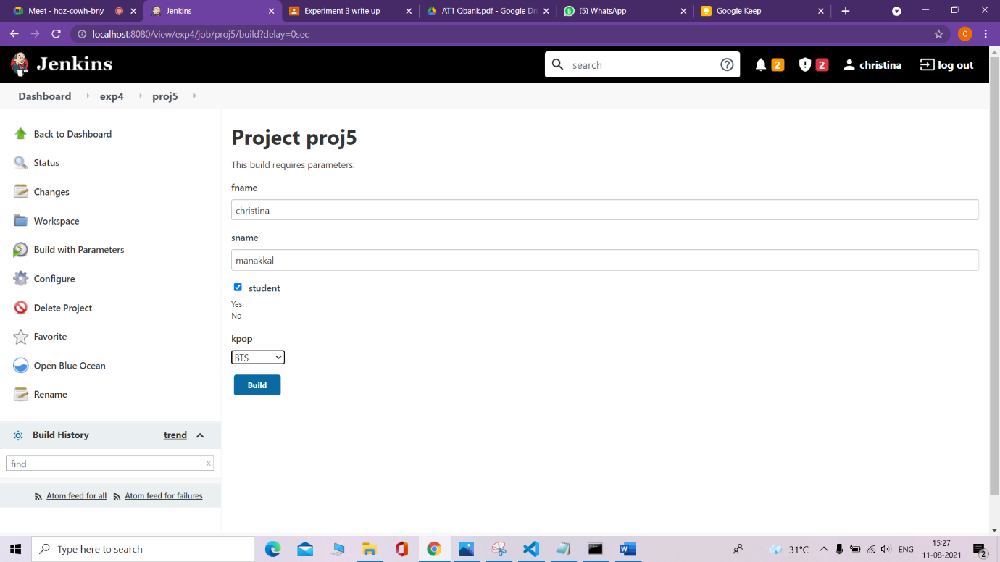 Meet - hoz-cowh-bny
Jenkins
Experiment 3 write up
AT1 Qbank.pdf - Google Dri
(5) WhatsApp
Google Keep
localhost:8080/view/exp4/job/proj5/build?delay=0sec
C
Jenkins
search
2
2
christina
log out
Dashboard
exp4
proj5
Back to Dashboard
Status
Changes
Workspace
Build with Parameters
Configure
Delete Project
Favorite
Open Blue Ocean
Rename
Build History
trend
find
x
Atom feed for all
Atom feed for failures
Project proj5
This build requires parameters:
fname
christina
sname
manakkal
student
Yes
No
kpop
BTS
Build
Type here to search
31°C
ENG
15:27
11-08-2021
2